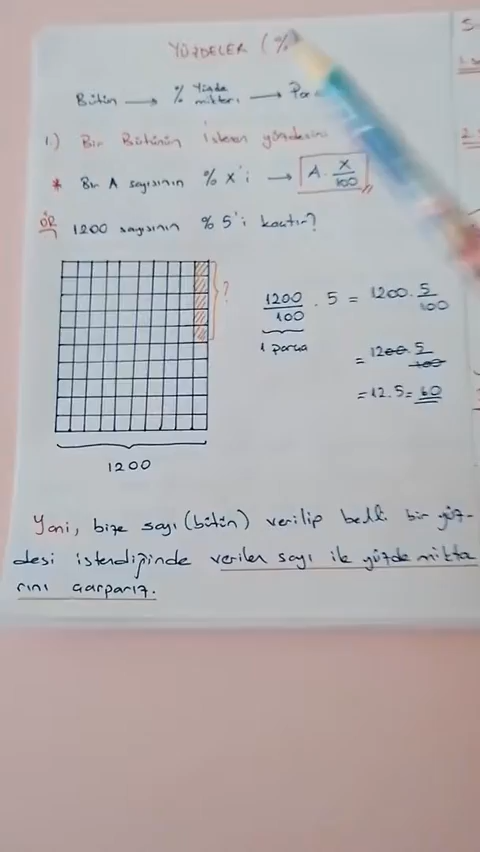 YÜZDELER (%
Bütün → % Yüzde miktarı →
1.) Bir Bütünün İstenen yüzdesini
* Bir A sayısının % x'i → A . x/100
ÖR 1200 sayısının % 5'i kaçtır?
?
1200/100 . 5 = 1200 . 5/100
1 parça
= 1200 . 5/100
= 12.5 = 60
1200
Yani, bize sayı (bütün) verilip belli bir yüz-
desi istendiğinde verilen sayı ile yüzde mikta
rını çarparız.